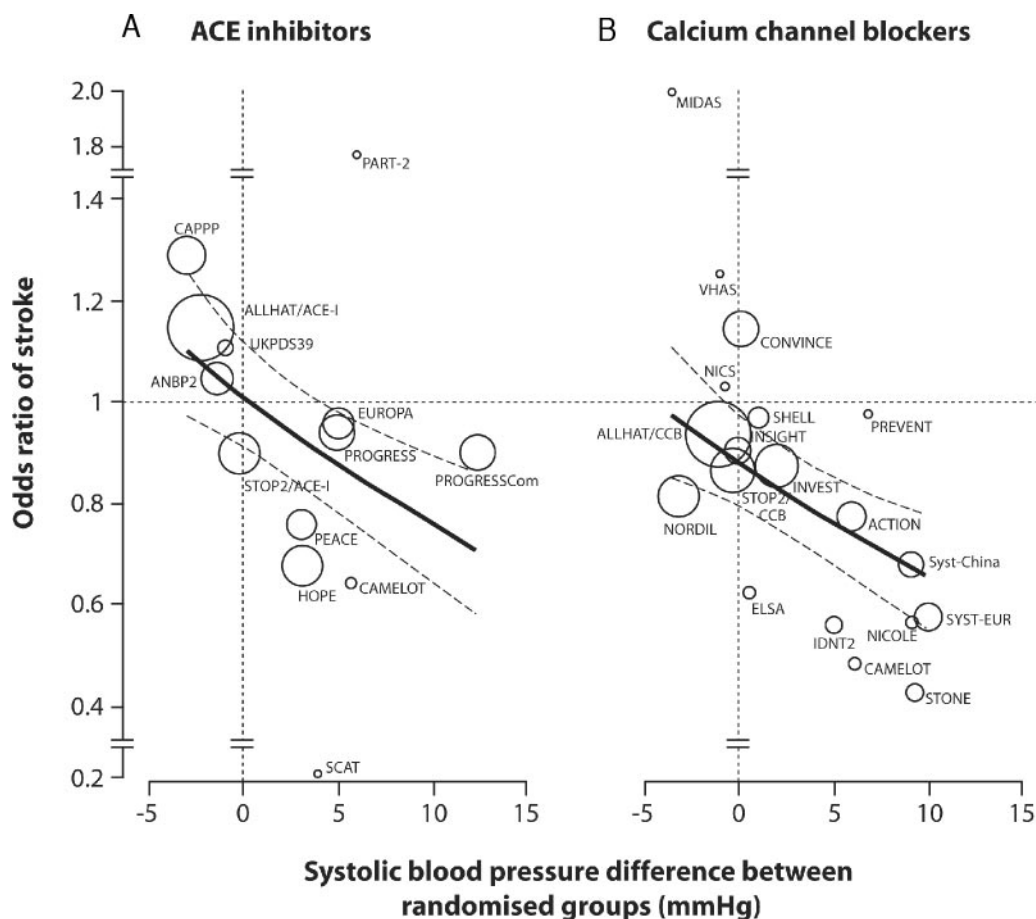 A ACE inhibitors
B Calcium channel blockers
Odds ratio of stroke
2.0
1.8
1.4
1.2
1
0.8
0.6
0.4
0.2
PART-2
CAPPP
ALLHAT/ACE-I
UKPDS39
ANBP2
EUROPA
PROGRESS
PROGRESSCom
STOP2/ACE-I
PEACE
HOPE
CAMELOT
SCAT
-5 0 5 10 15
MIDAS
VHAS
CONVINCE
NICS
SHELL
PREVENT
ALLHAT/CCB
INSIGHT
INVEST
STOP2/
CCB
NORDIL
ACTION
Syst-China
ELSA
SYST-EUR
NICOLE
IDNT2
CAMELOT
STONE
-5 0 5 10 15
Systolic blood pressure difference between
randomised groups (mmHg)